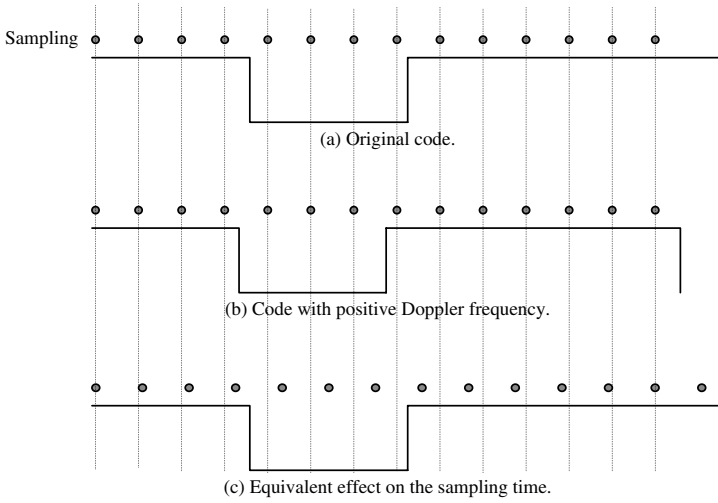 Sampling
(a) Original code.
(b) Code with positive Doppler frequency.
(c) Equivalent effect on the sampling time.